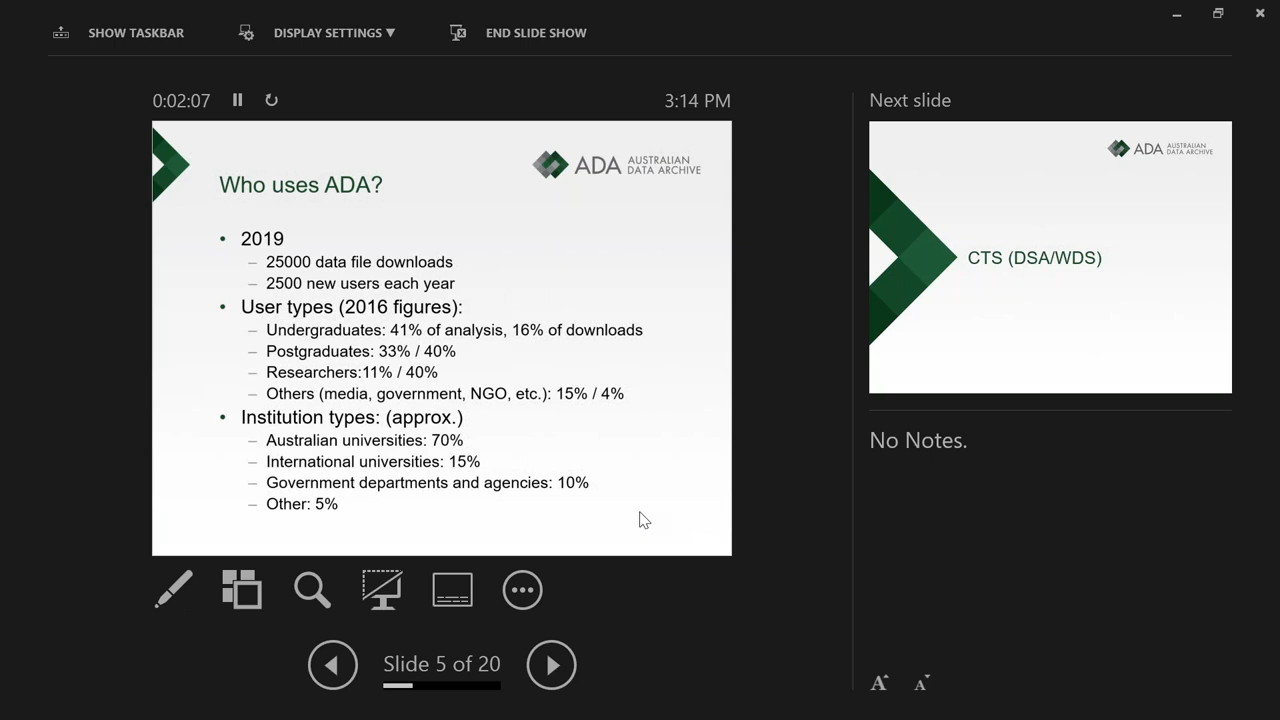 SHOW TASKBAR
DISPLAY SETTINGS ▼
END SLIDE SHOW
0:02:07
3:14 PM
Who uses ADA?
ADA AUSTRALIAN
DATA ARCHIVE
• 2019
– 25000 data file downloads
– 2500 new users each year
• User types (2016 figures):
– Undergraduates: 41% of analysis, 16% of downloads
– Postgraduates: 33% / 40%
– Researchers:11% / 40%
– Others (media, government, NGO, etc.): 15% / 4%
• Institution types: (approx.)
– Australian universities: 70%
– International universities: 15%
– Government departments and agencies: 10%
– Other: 5%
Slide 5 of 20
Next slide
ADA AUSTRALIAN
DATA ARCHIVE
CTS (DSA/WDS)
No Notes.
A A